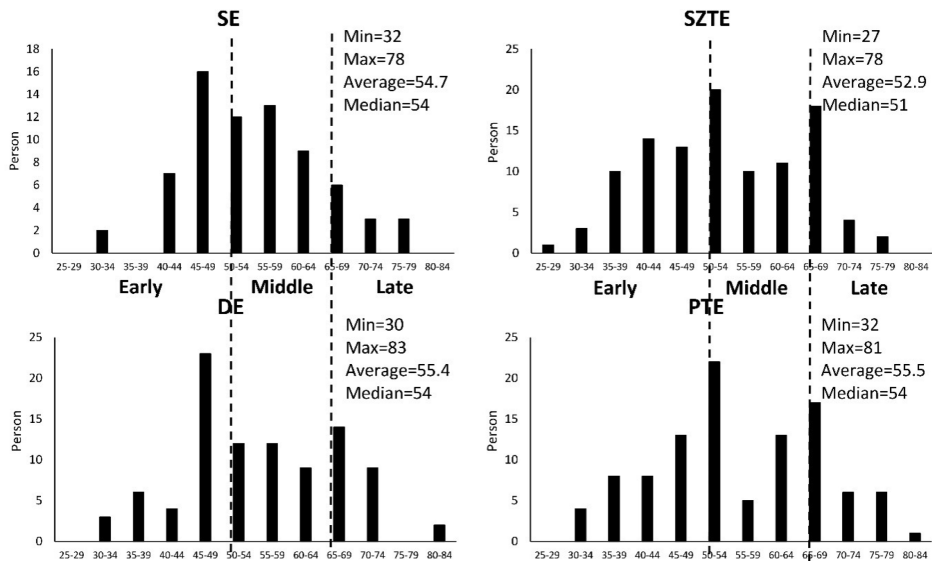 SE
Min=32
Max=78
Average=54.7
Median=54
Person
18
16
14
12
10
8
6
4
2
0
25-29 30-34 35-39 40-44 45-49 50-54 55-59 60-64 65-69 70-74 75-79 80-84
Early Middle Late
SZTE
Min=27
Max=78
Average=52.9
Median=51
Person
25
20
15
10
5
0
25-29 30-34 35-39 40-44 45-49 50-54 55-59 60-64 65-69 70-74 75-79 80-84
Early Middle Late
DE
Min=30
Max=83
Average=55.4
Median=54
Person
25
20
15
10
5
0
25-29 30-34 35-39 40-44 45-49 50-54 55-59 60-64 65-69 70-74 75-79 80-84
PTE
Min=32
Max=81
Average=55.5
Median=54
Person
25
20
15
10
5
0
25-29 30-34 35-39 40-44 45-49 50-54 55-59 60-64 65-69 70-74 75-79 80-84